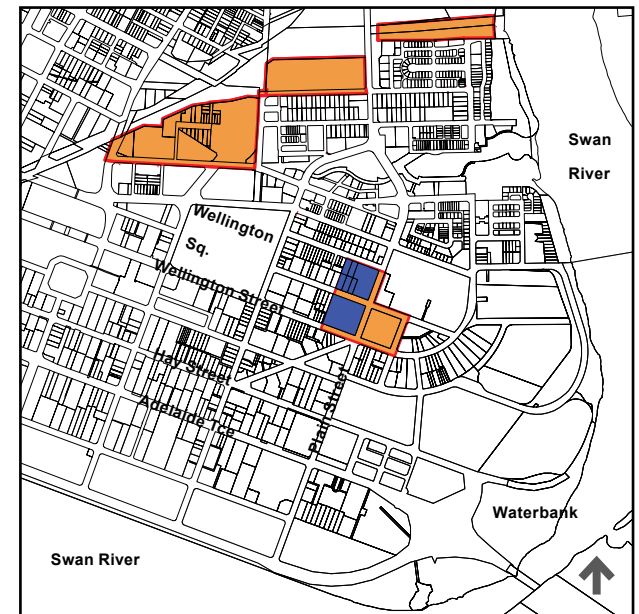 Swan
River
Wellington
Sq.
Wellington Street
Hay Street
Adelaide Tce
Plain Street
Waterbank
Swan River